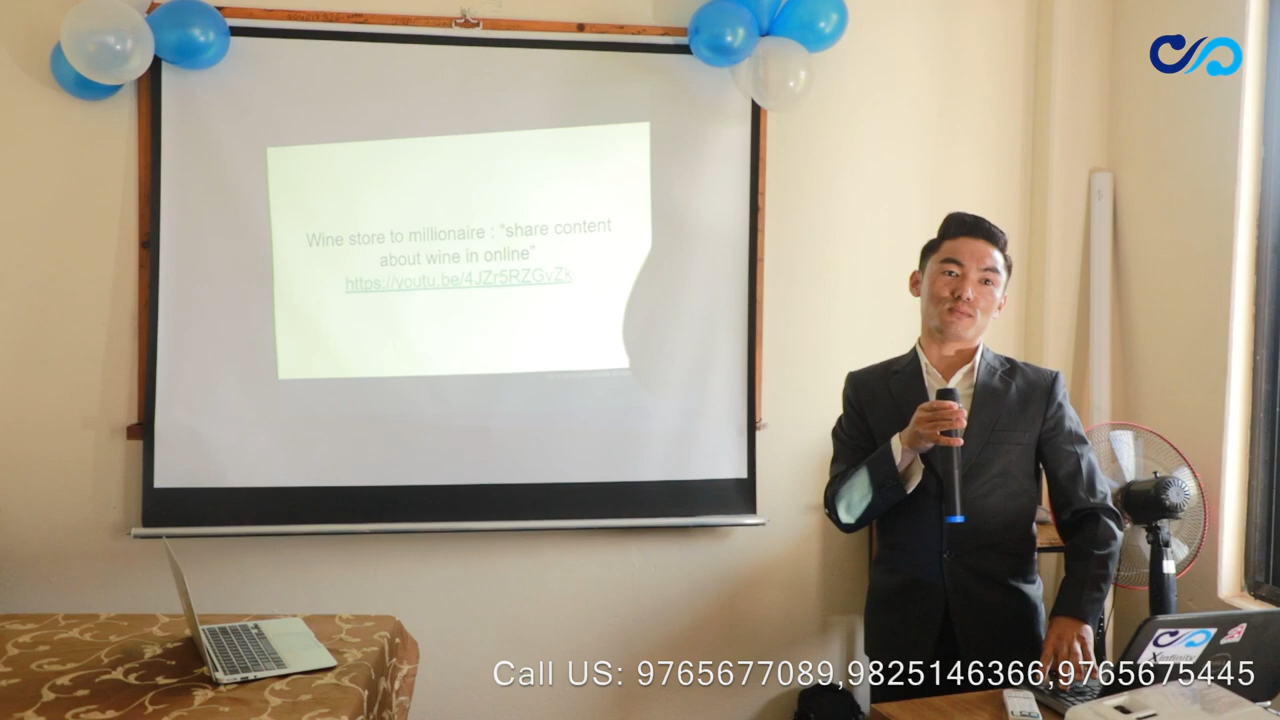 Wine store to millionaire : "share content
about wine in online"
https://youtu.be/4JZr5RZGvZk
Xinfinity
Call US: 9765677089,9825146366,9765675445